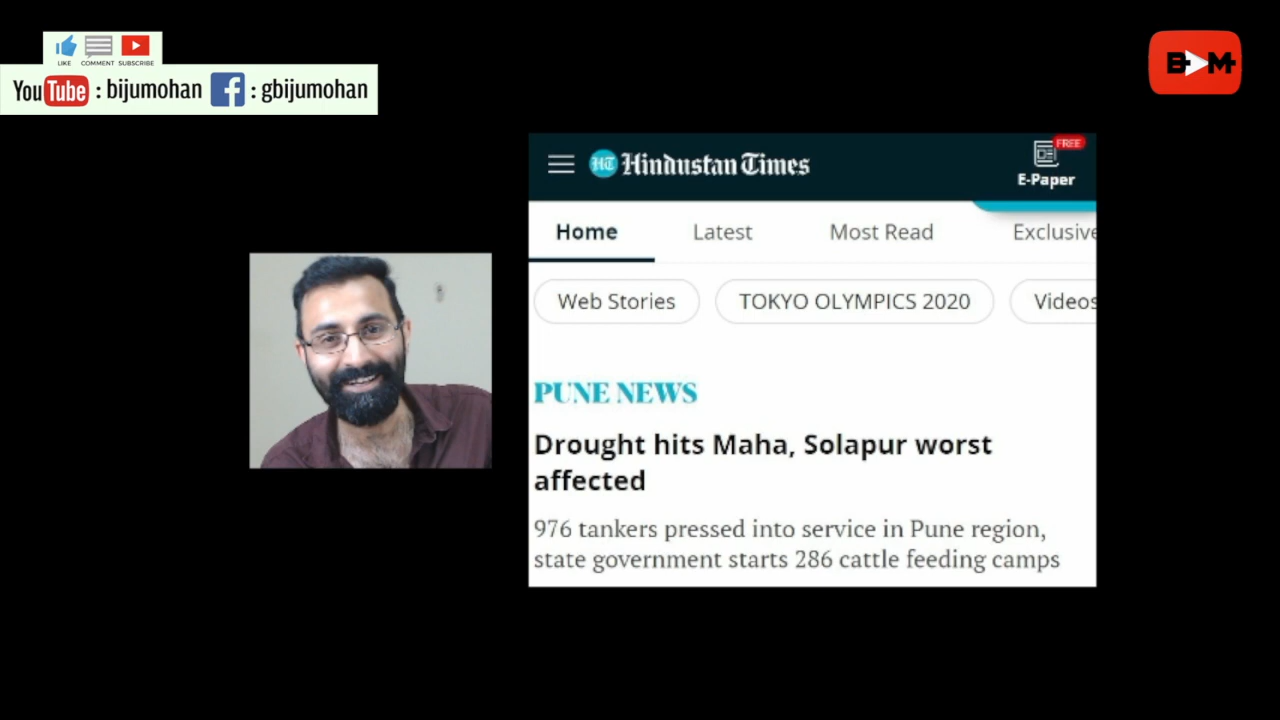 LIKE COMMENT SUBSCRIBE
YouTube : bijumohan f : gbijumohan
B M
HT Hindustan Times
FREE
E-Paper
Home Latest Most Read Exclusive
Web Stories TOKYO OLYMPICS 2020 Videos
PUNE NEWS
Drought hits Maha, Solapur worst
affected
976 tankers pressed into service in Pune region,
state government starts 286 cattle feeding camps